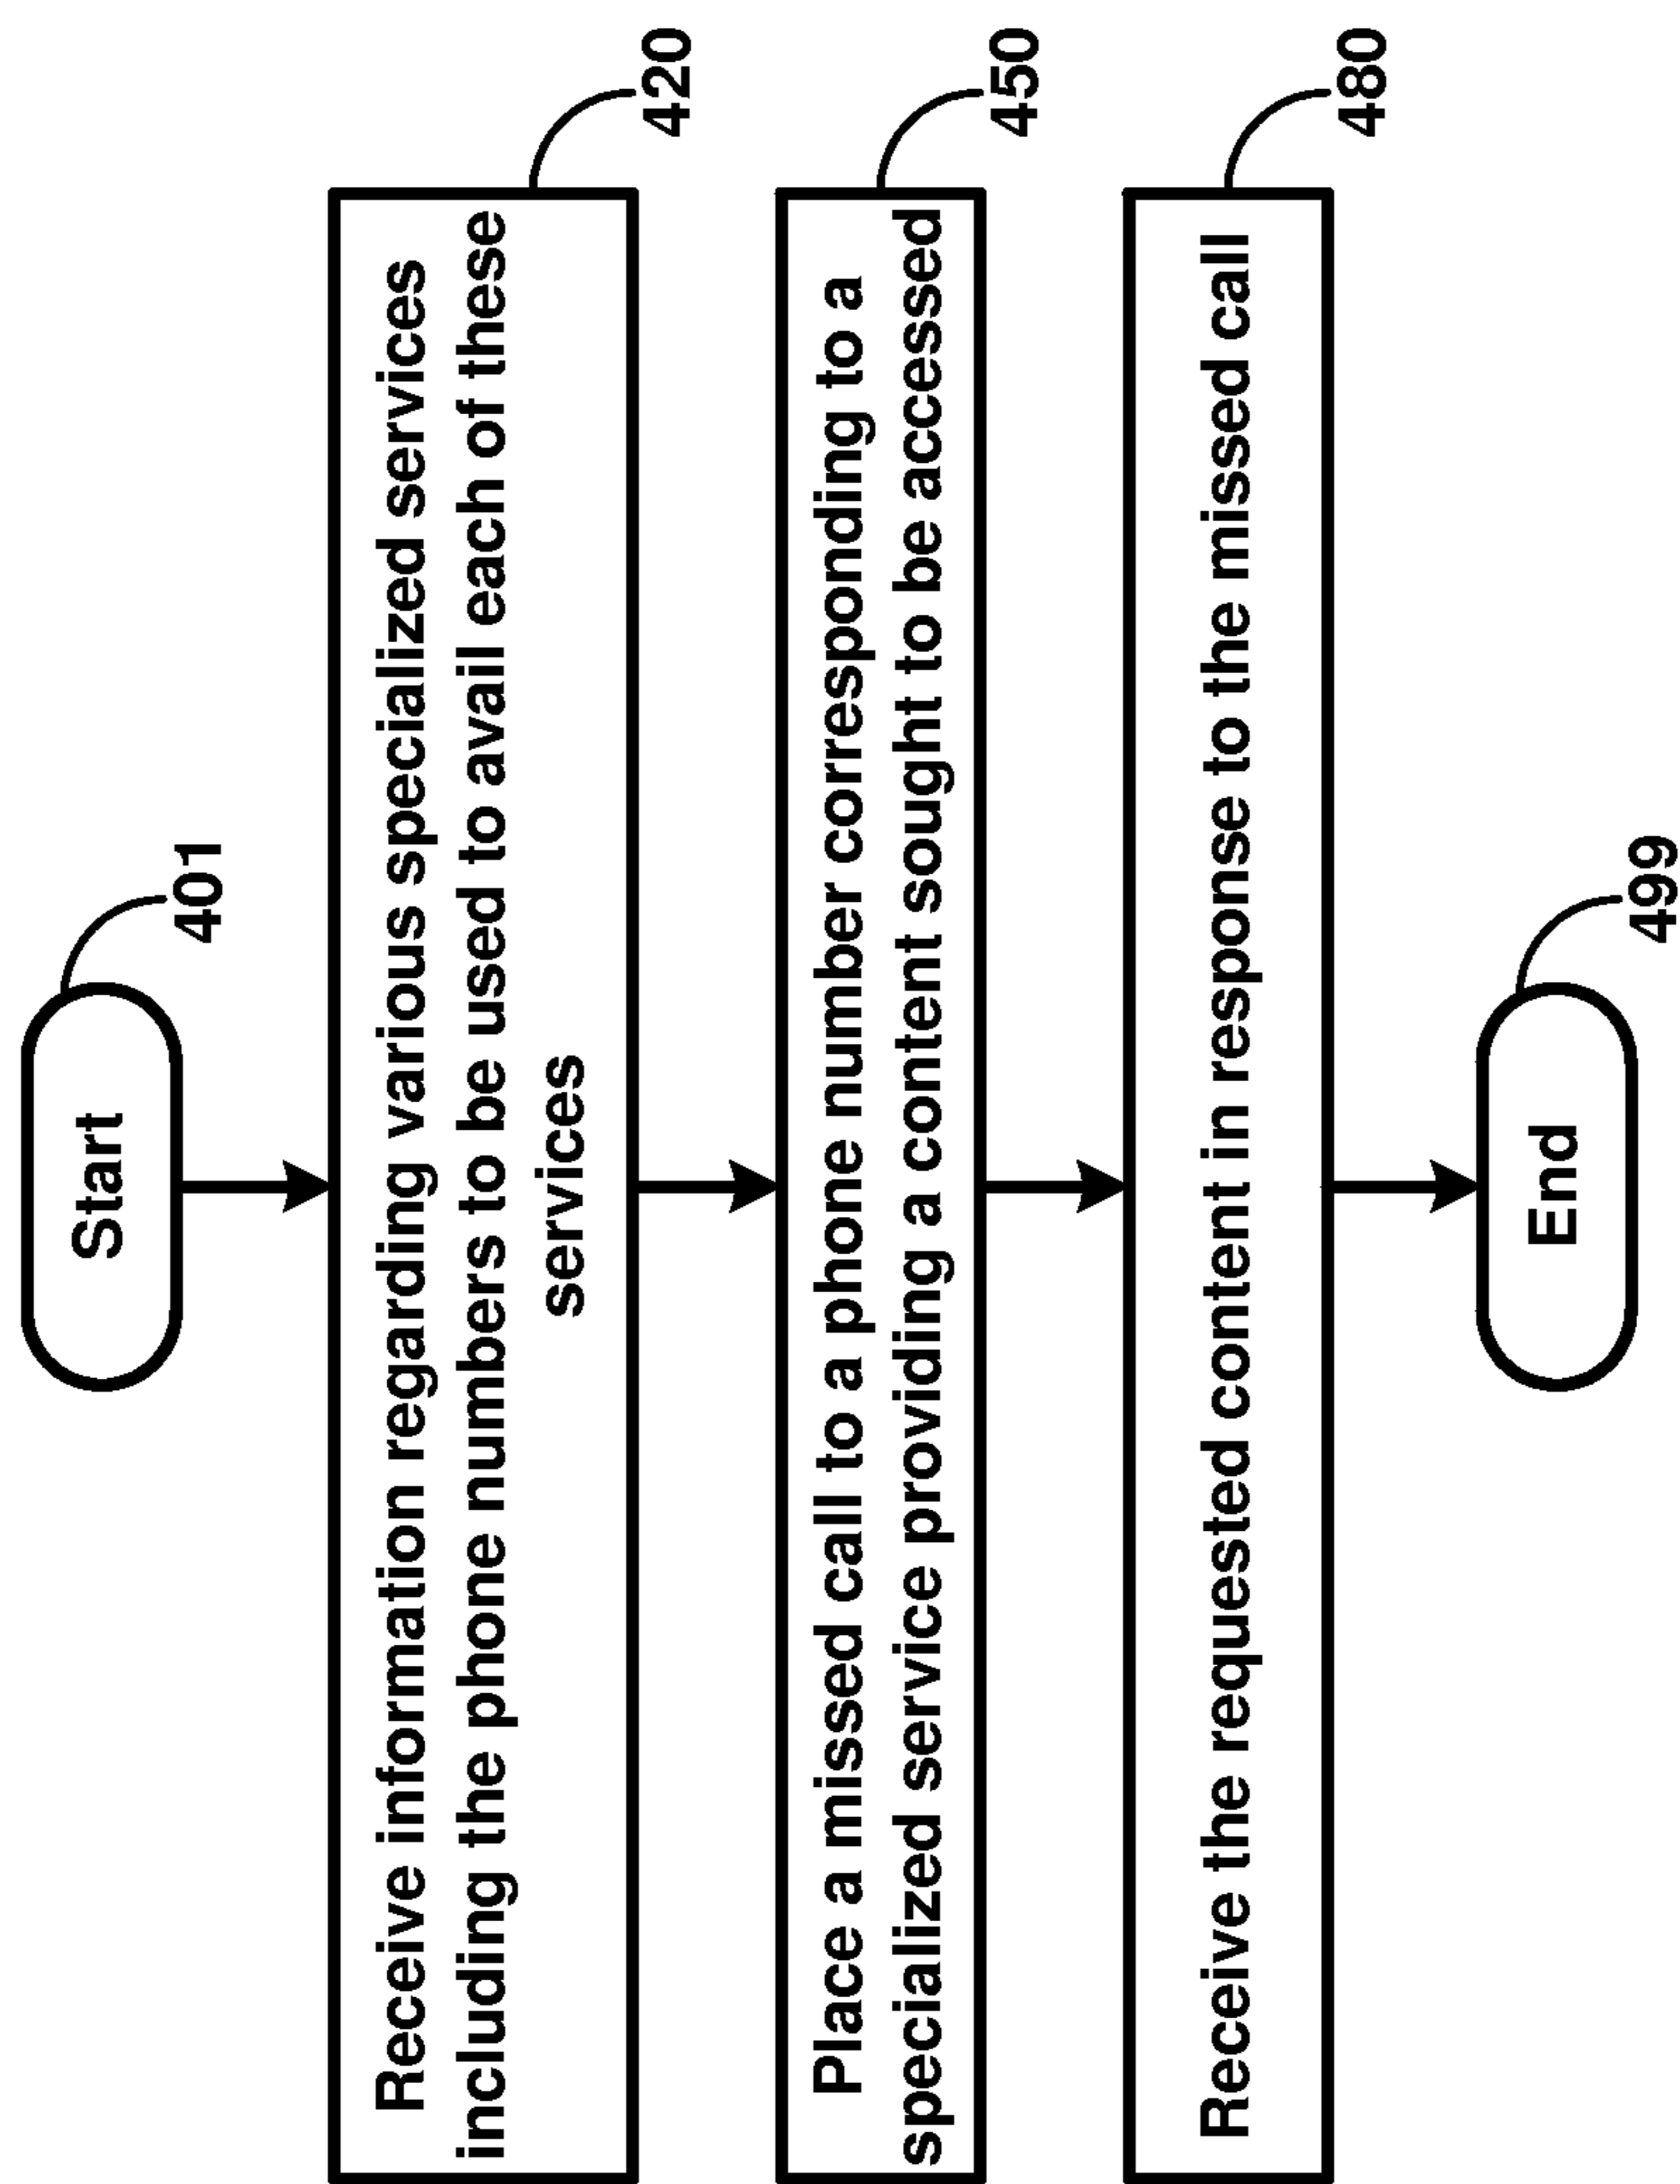 Start
401
Receive information regarding various specialized services
including the phone numbers to be used to avail each of these
services
420
Place a missed call to a phone number corresponding to a
specialized service providing a content sought to be accessed
450
Receive the requested content in response to the missed call
480
End
499